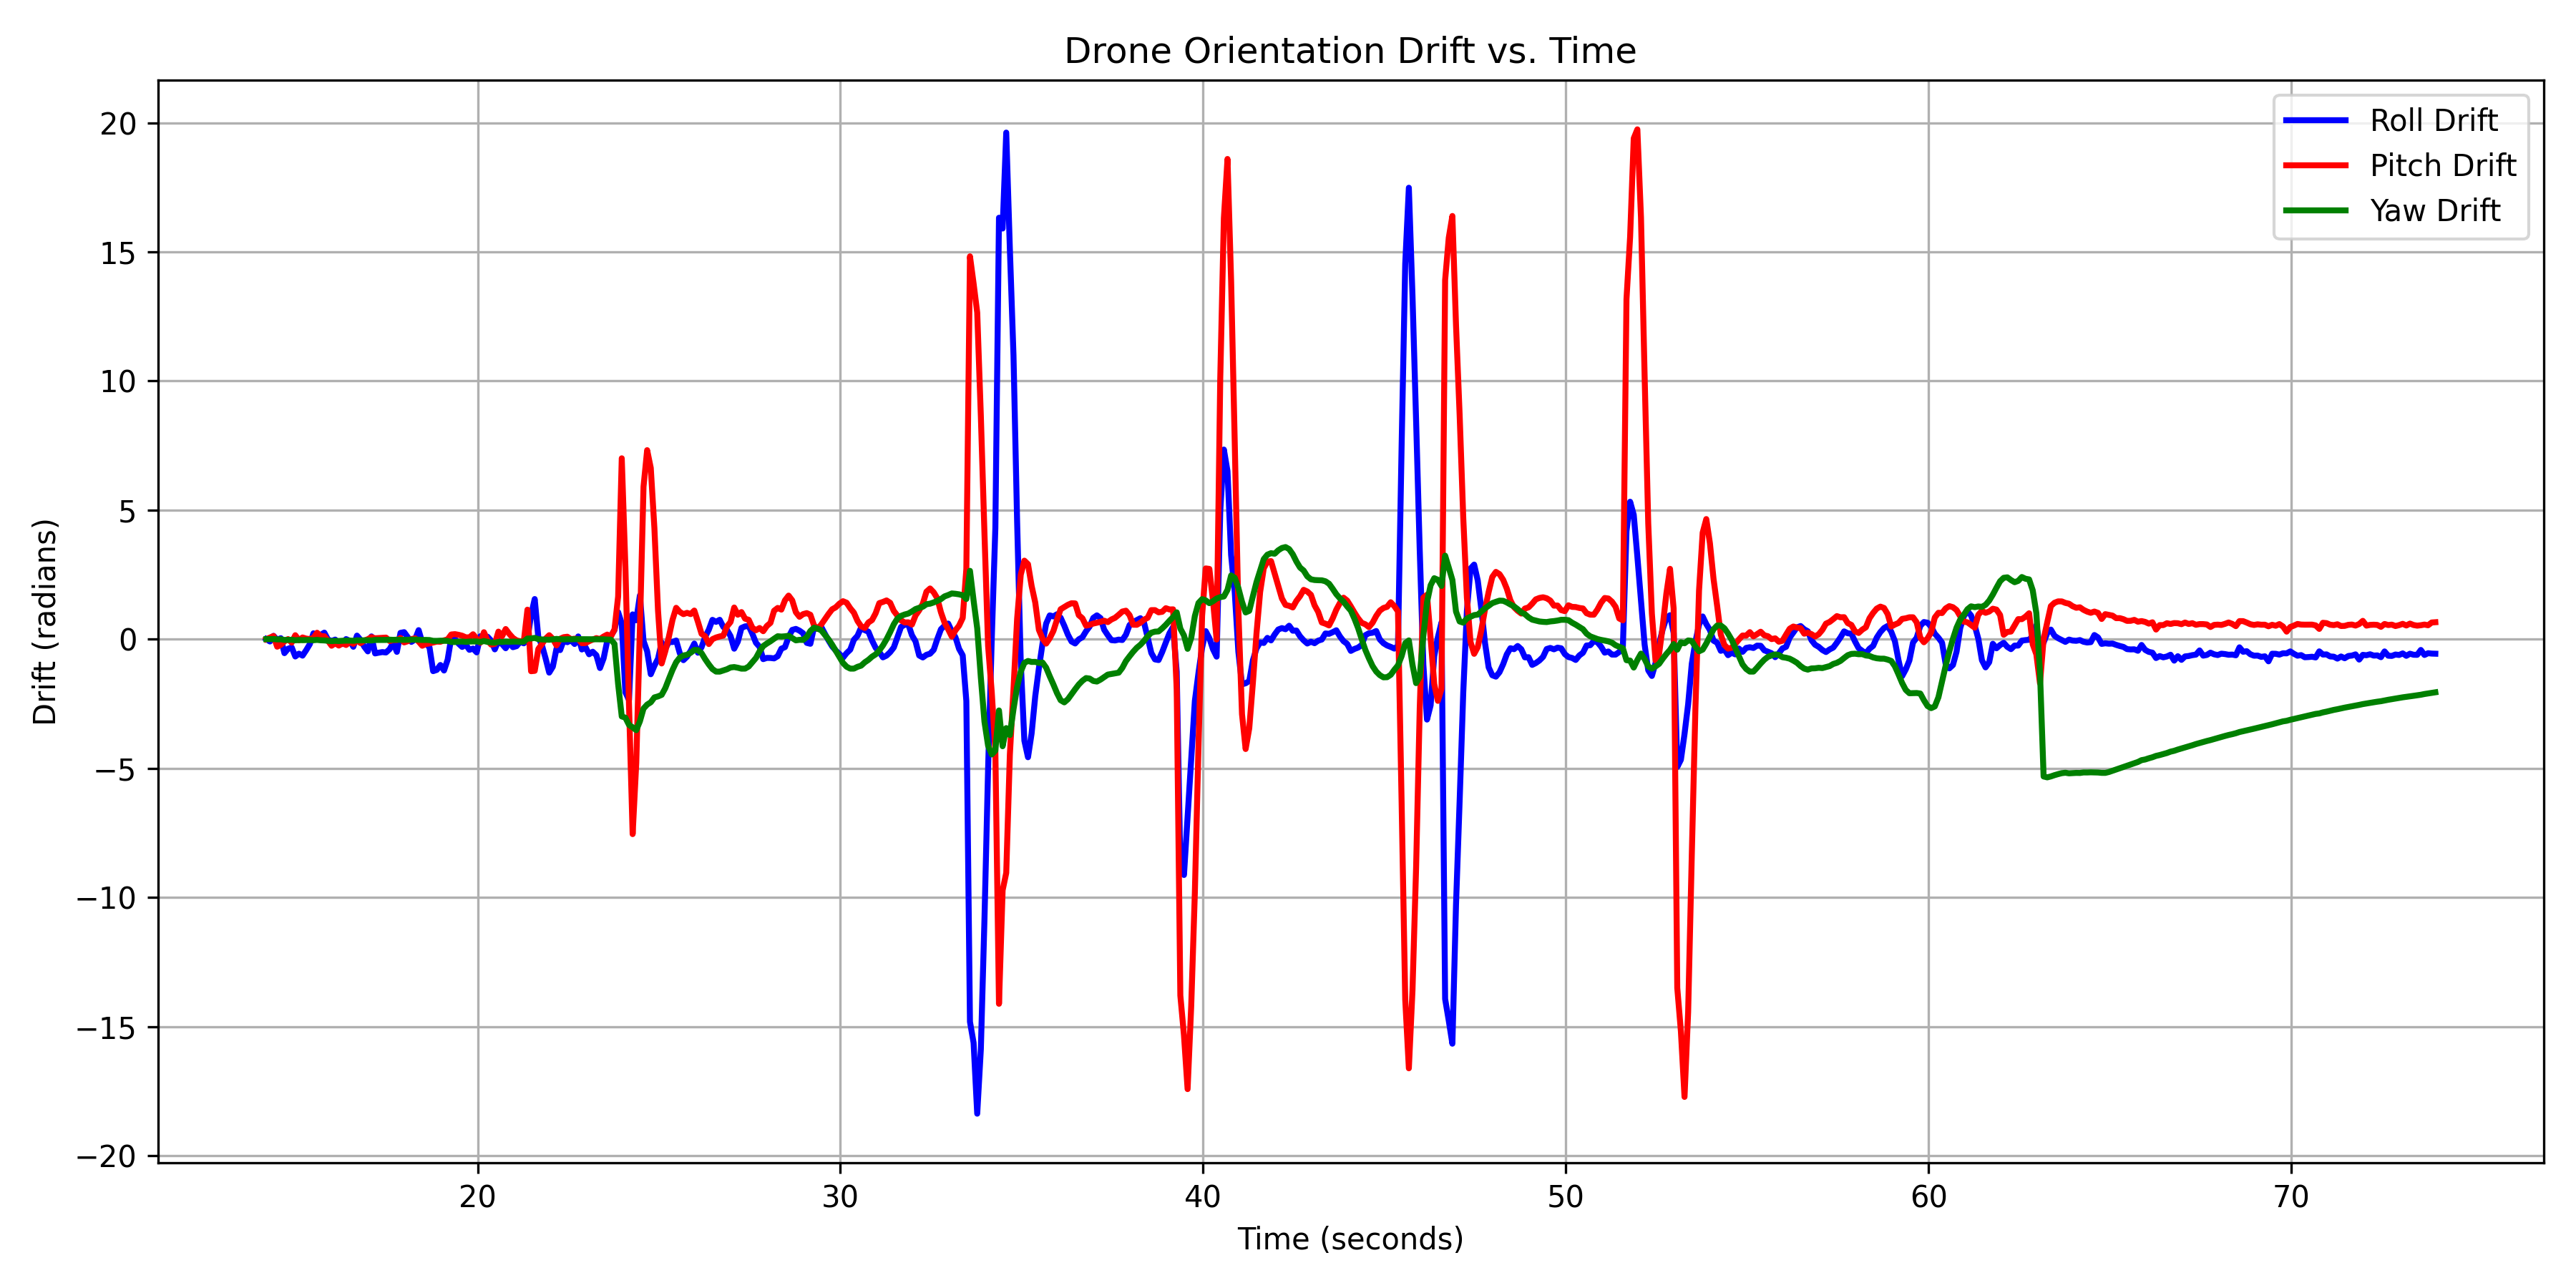 Drone Orientation Drift vs. Time
20
15
10
5
0
−5
−10
−15
−20
Drift (radians)
Roll Drift
Pitch Drift
Yaw Drift
20 30 40 50 60 70
Time (seconds)